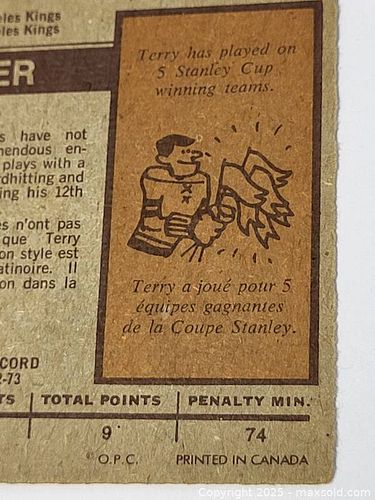 eles Kings
eles Kings
ER
Terry has played on
5 Stanley Cup
winning teams.
s have not
mendous en-
plays with a
rdhitting and
ing his 12th
es n'ont pas
que Terry
on style est
atinoire. Il
on dans la
Terry a joué pour 5
équipes gagnantes
de la Coupe Stanley.
CORD
2-73
TS | TOTAL POINTS | PENALTY MIN.
9 74
© O.P.C. PRINTED IN CANADA
Copyright 2025 - maxsold.com